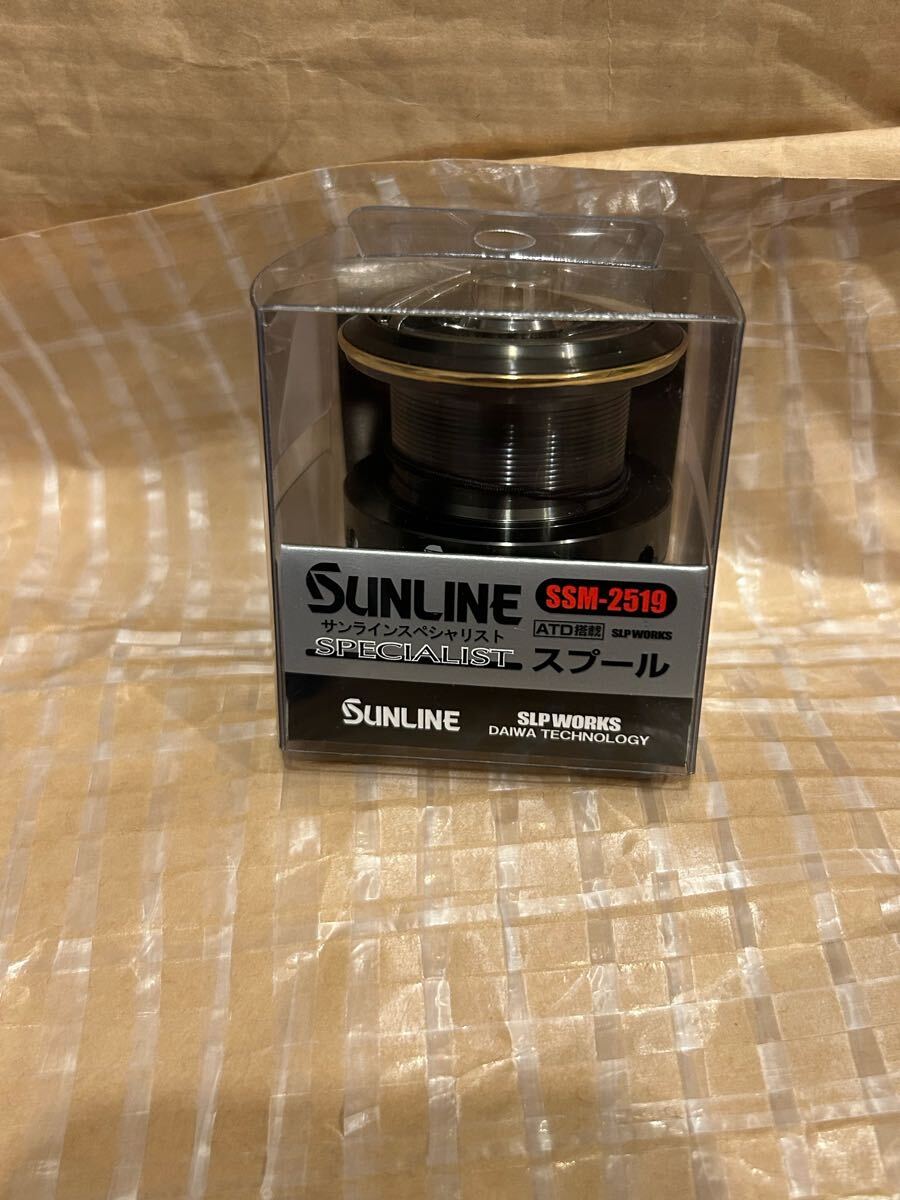 SUNLINE SSM-2519
サンラインスペシャリスト ATD搭載 SLP WORKS
SPECIALIST スプール
SUNLINE SLP WORKS
DAIWA TECHNOLOGY